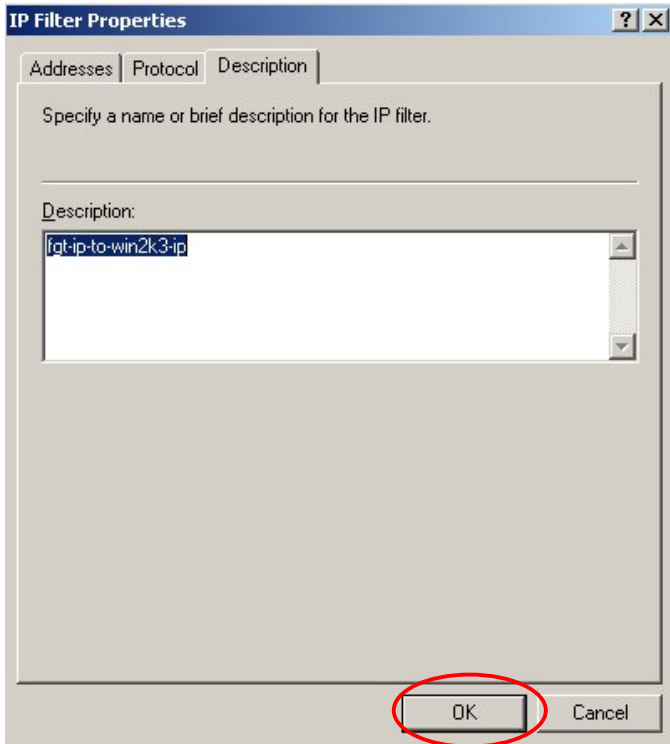 IP Filter Properties
Addresses Protocol Description
Specify a name or brief description for the IP filter.
Description:
fgt-ip-to-win2k3-ip
OK Cancel